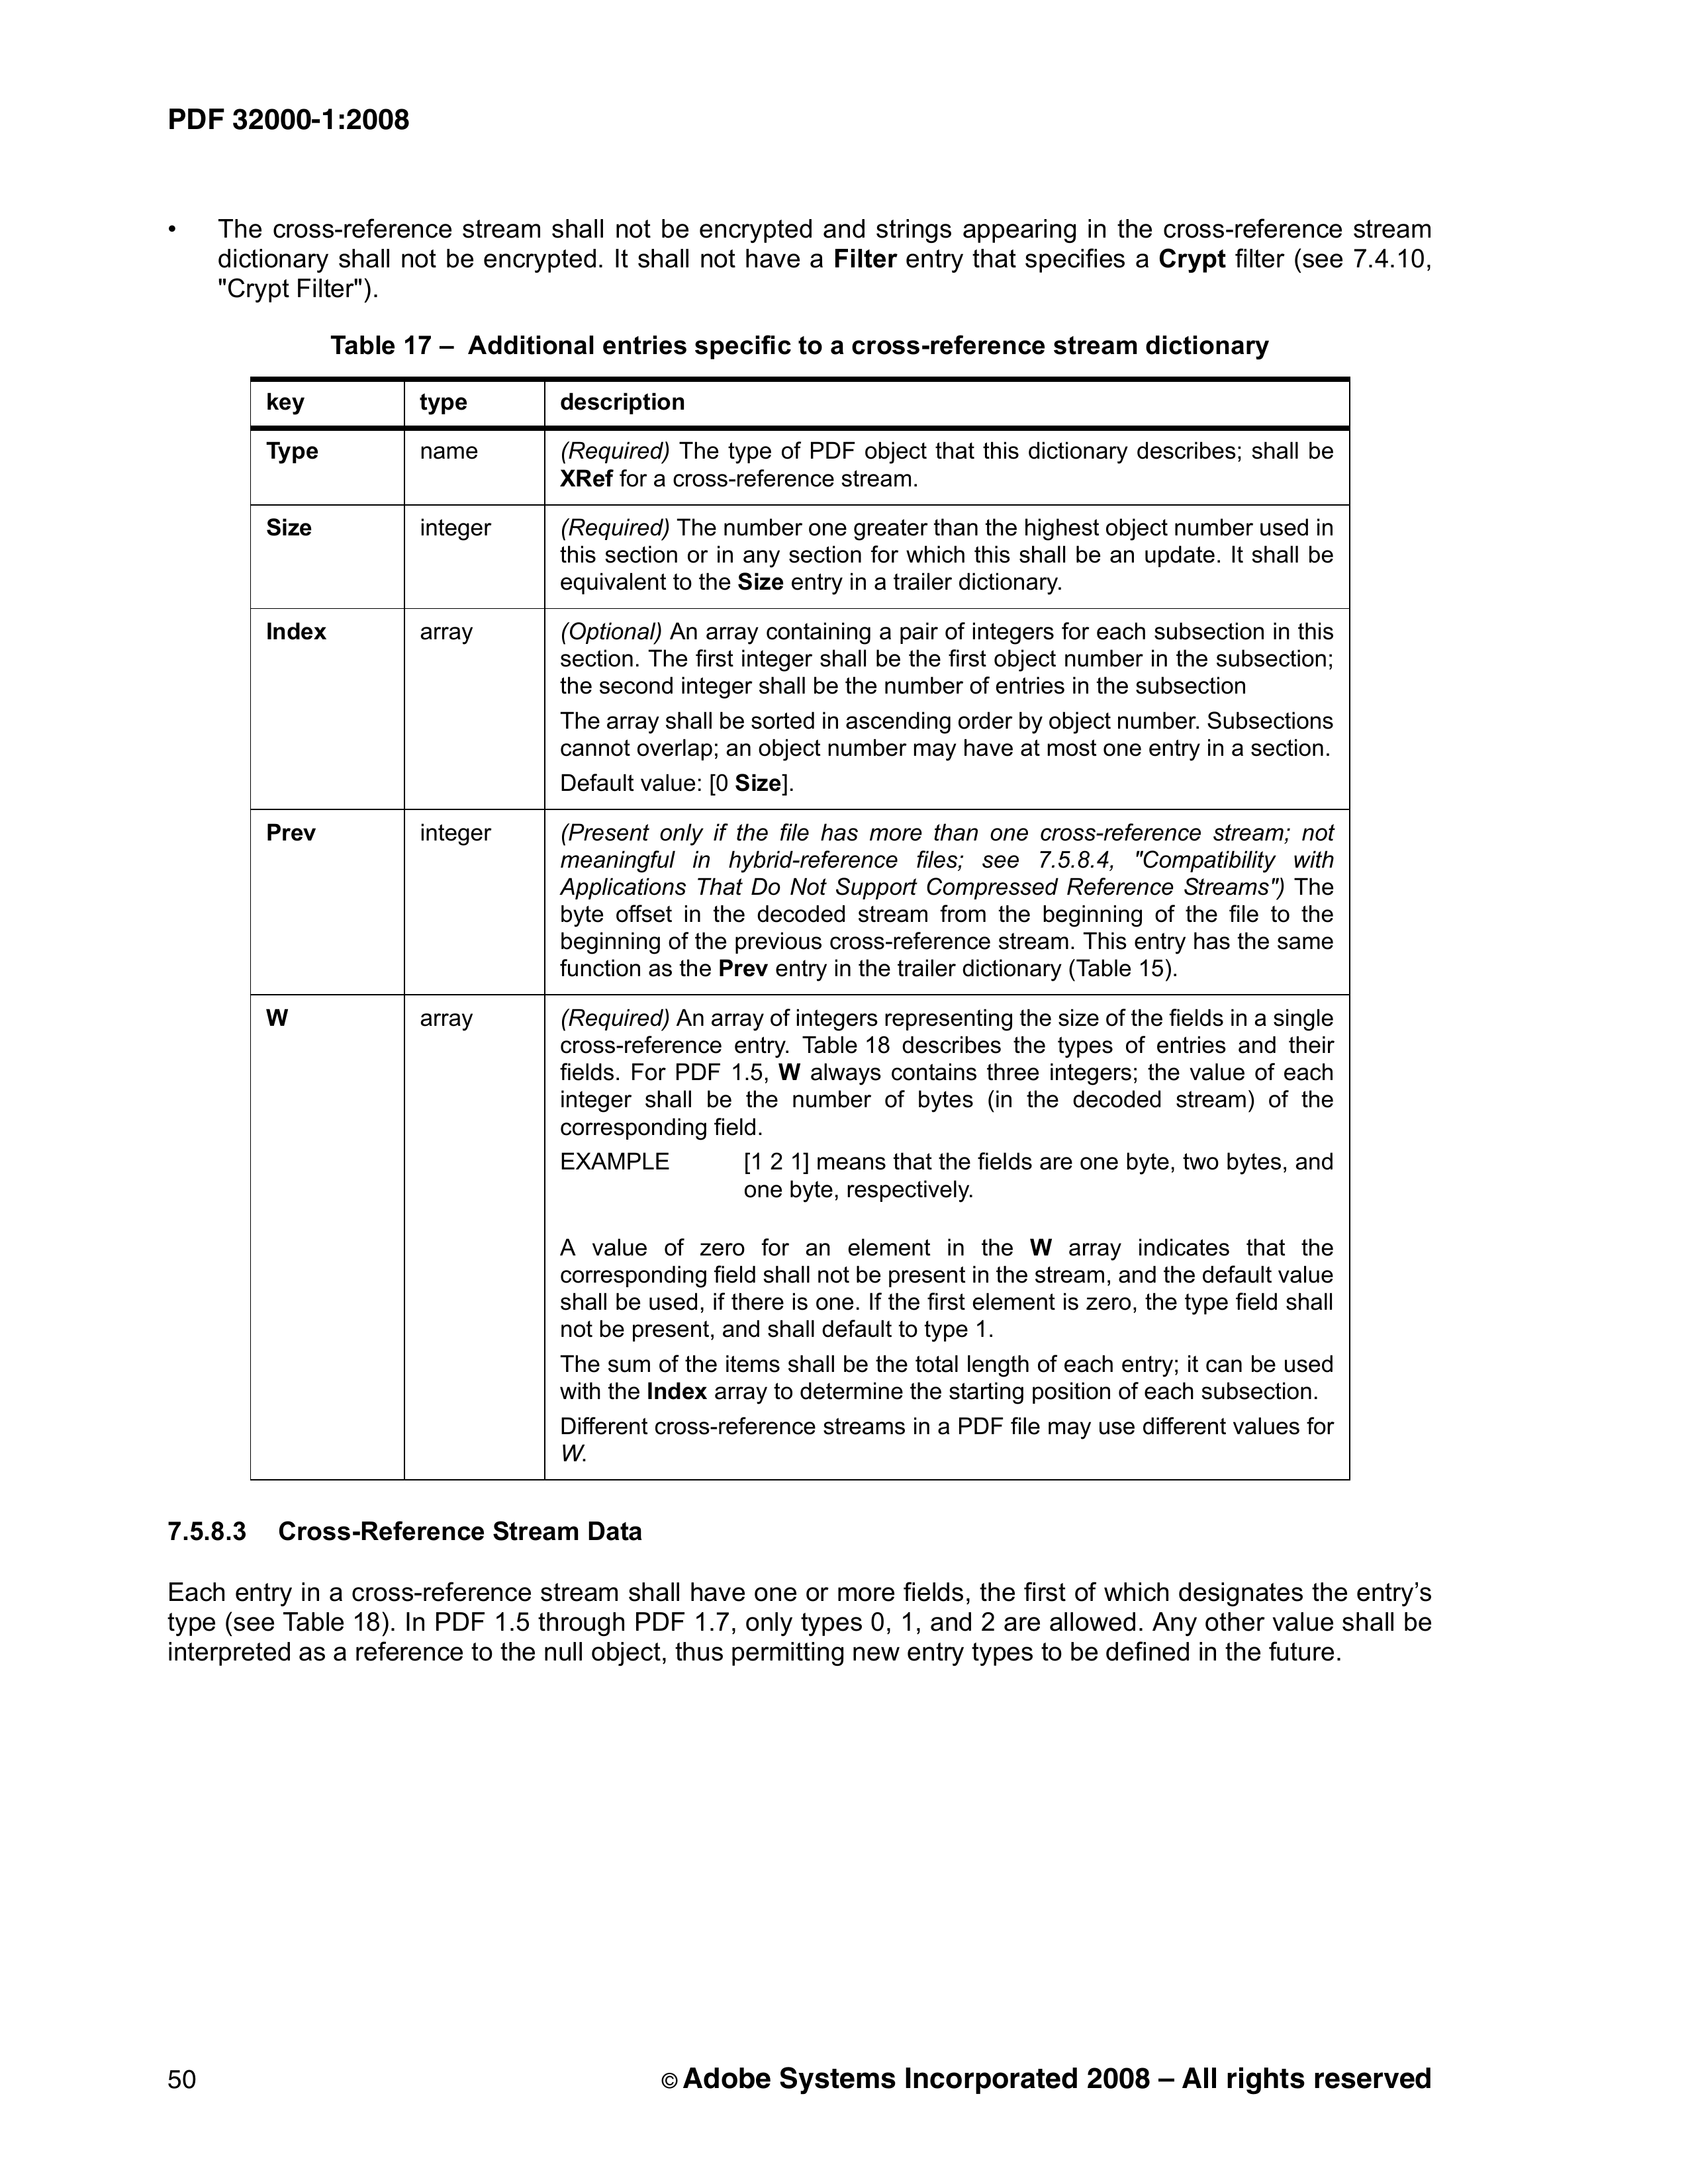 PDF 32000-1:2008
• The cross-reference stream shall not be encrypted and strings appearing in the cross-reference stream
dictionary shall not be encrypted. It shall not have a Filter entry that specifies a Crypt filter (see 7.4.10,
"Crypt Filter").
Table 17 – Additional entries specific to a cross-reference stream dictionary
key type description
Type name (Required) The type of PDF object that this dictionary describes; shall be
XRef for a cross-reference stream.
Size integer (Required) The number one greater than the highest object number used in
this section or in any section for which this shall be an update. It shall be
equivalent to the Size entry in a trailer dictionary.
Index array (Optional) An array containing a pair of integers for each subsection in this
section. The first integer shall be the first object number in the subsection;
the second integer shall be the number of entries in the subsection
The array shall be sorted in ascending order by object number. Subsections
cannot overlap; an object number may have at most one entry in a section.
Default value: [0 Size].
Prev integer (Present only if the file has more than one cross-reference stream; not
meaningful in hybrid-reference files; see 7.5.8.4, "Compatibility with
Applications That Do Not Support Compressed Reference Streams") The
byte offset in the decoded stream from the beginning of the file to the
beginning of the previous cross-reference stream. This entry has the same
function as the Prev entry in the trailer dictionary (Table 15).
W array (Required) An array of integers representing the size of the fields in a single
cross-reference entry. Table 18 describes the types of entries and their
fields. For PDF 1.5, W always contains three integers; the value of each
integer shall be the number of bytes (in the decoded stream) of the
corresponding field.
EXAMPLE [1 2 1] means that the fields are one byte, two bytes, and
one byte, respectively.
A value of zero for an element in the W array indicates that the
corresponding field shall not be present in the stream, and the default value
shall be used, if there is one. If the first element is zero, the type field shall
not be present, and shall default to type 1.
The sum of the items shall be the total length of each entry; it can be used
with the Index array to determine the starting position of each subsection.
Different cross-reference streams in a PDF file may use different values for
W.
7.5.8.3 Cross-Reference Stream Data
Each entry in a cross-reference stream shall have one or more fields, the first of which designates the entry’s
type (see Table 18). In PDF 1.5 through PDF 1.7, only types 0, 1, and 2 are allowed. Any other value shall be
interpreted as a reference to the null object, thus permitting new entry types to be defined in the future.
50 © Adobe Systems Incorporated 2008 – All rights reserved